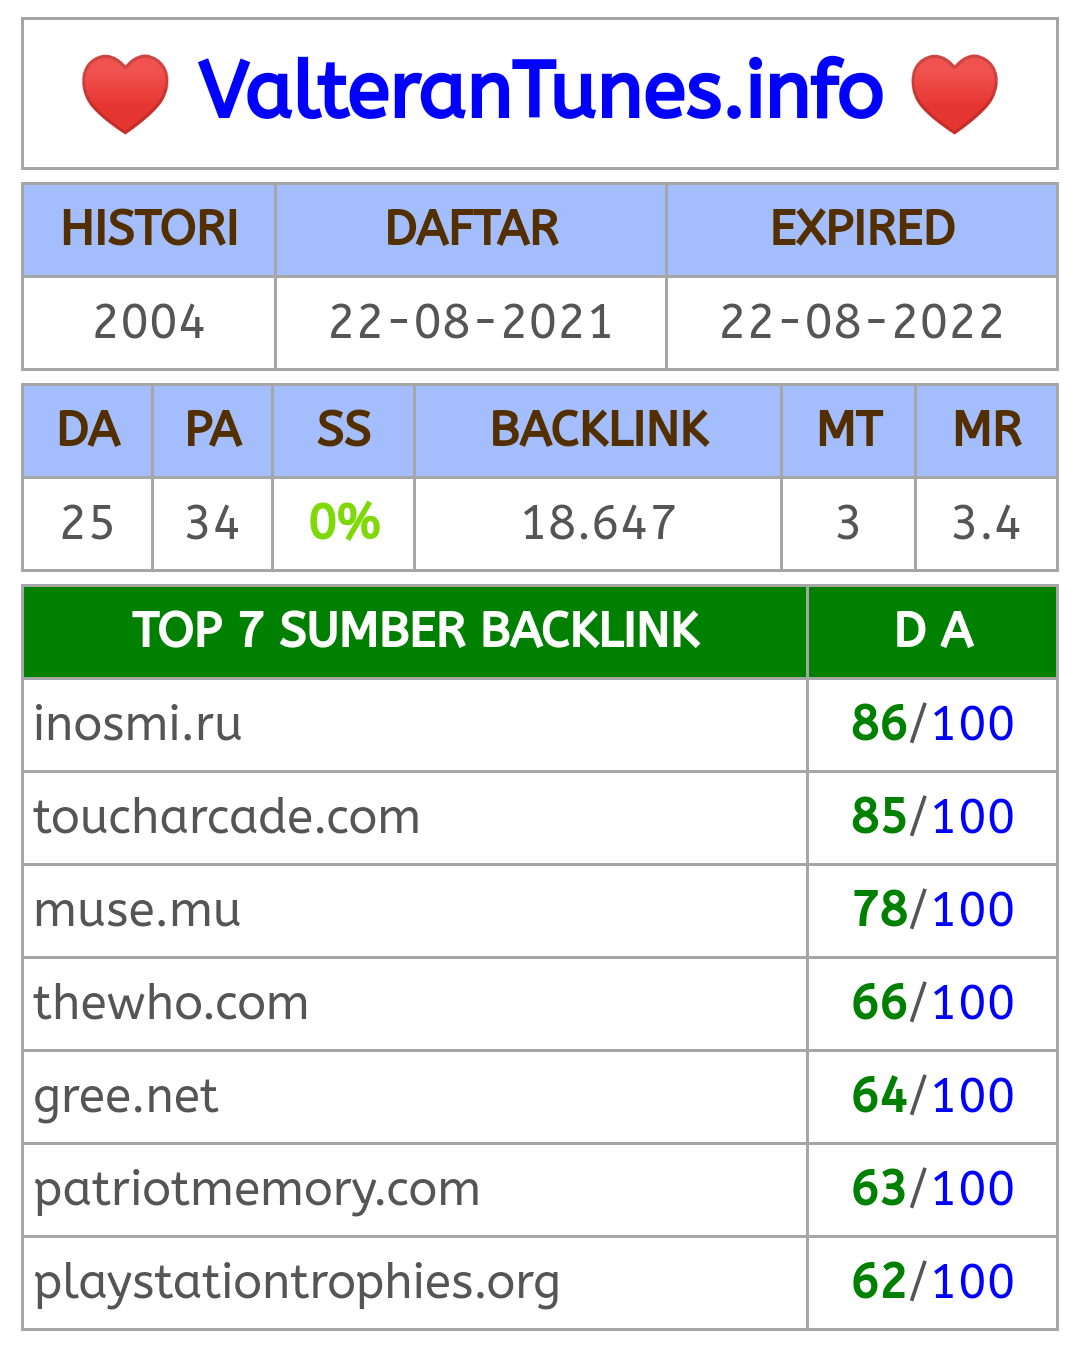 ❤️ ValteranTunes.info ❤️
HISTORI DAFTAR EXPIRED
2004 22-08-2021 22-08-2022
DA PA SS BACKLINK MT MR
25 34 0% 18.647 3 3.4
TOP 7 SUMBER BACKLINK D A
inosmi.ru 86/100
toucharcade.com 85/100
muse.mu 78/100
thewho.com 66/100
gree.net 64/100
patriotmemory.com 63/100
playstationtrophies.org 62/100